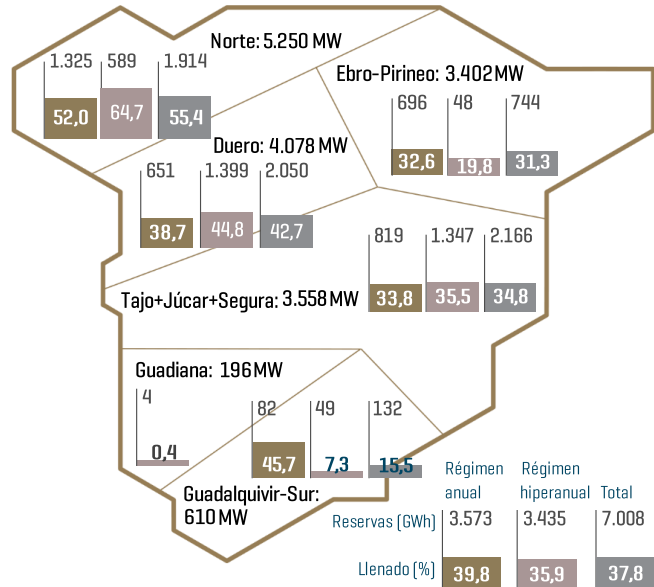 Norte: 5.250 MW
1.325 589 1.914
52,0 64,7 55,4
Ebro-Pirineo: 3.402 MW
696 48 744
32,6 19,8 31,3
Duero: 4.078 MW
651 1.399 2.050
38,7 44,8 42,7
819 1.347 2.166
33,8 35,5 34,8
Tajo+Júcar+Segura: 3.558 MW
Guadiana: 196 MW
4
0,4
82 49 132
45,7 7,3 15,5
Guadalquivir-Sur:
610 MW
Régimen Régimen
anual hiperanual Total
Reservas (GWh) 3.573 3.435 7.008
Llenado (%) 39,8 35,9 37,8